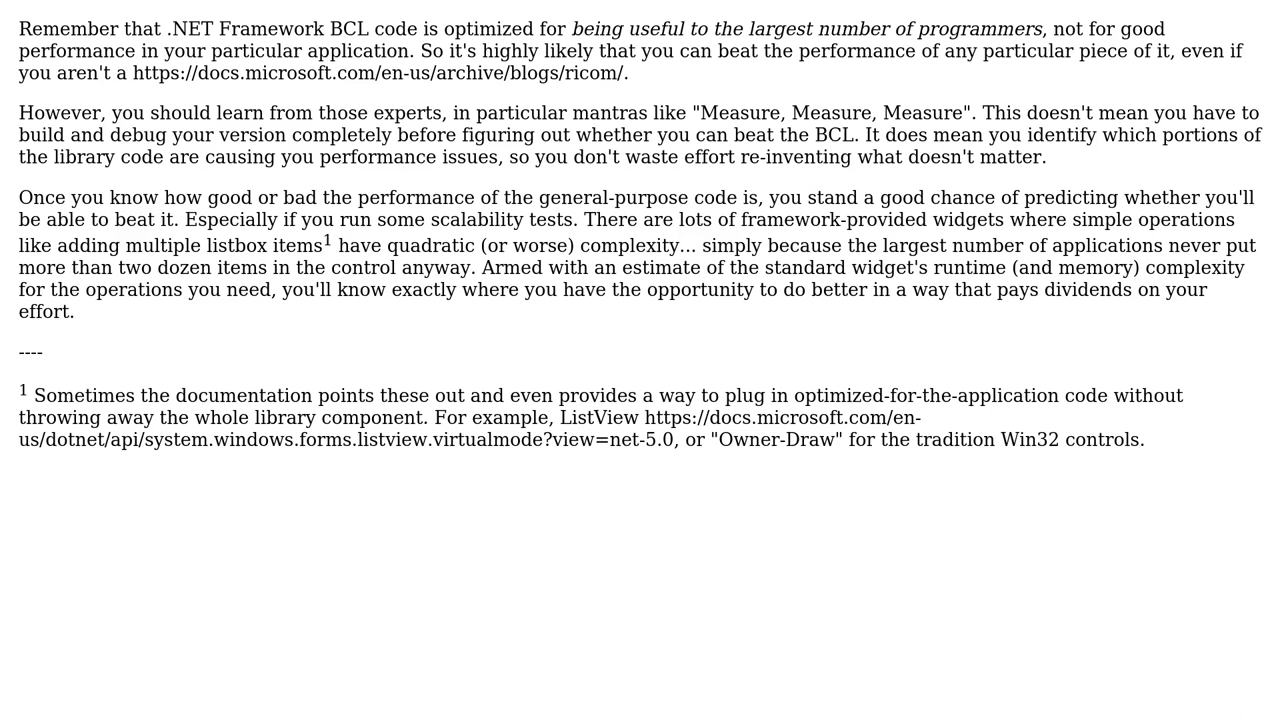 Remember that .NET Framework BCL code is optimized for being useful to the largest number of programmers, not for good
performance in your particular application. So it's highly likely that you can beat the performance of any particular piece of it, even if
you aren't a https://docs.microsoft.com/en-us/archive/blogs/ricom/.
However, you should learn from those experts, in particular mantras like "Measure, Measure, Measure". This doesn't mean you have to
build and debug your version completely before figuring out whether you can beat the BCL. It does mean you identify which portions of
the library code are causing you performance issues, so you don't waste effort re-inventing what doesn't matter.
Once you know how good or bad the performance of the general-purpose code is, you stand a good chance of predicting whether you'll
be able to beat it. Especially if you run some scalability tests. There are lots of framework-provided widgets where simple operations
like adding multiple listbox items1 have quadratic (or worse) complexity... simply because the largest number of applications never put
more than two dozen items in the control anyway. Armed with an estimate of the standard widget's runtime (and memory) complexity
for the operations you need, you'll know exactly where you have the opportunity to do better in a way that pays dividends on your
effort.
----
1 Sometimes the documentation points these out and even provides a way to plug in optimized-for-the-application code without
throwing away the whole library component. For example, ListView https://docs.microsoft.com/en-
us/dotnet/api/system.windows.forms.listview.virtualmode?view=net-5.0, or "Owner-Draw" for the tradition Win32 controls.